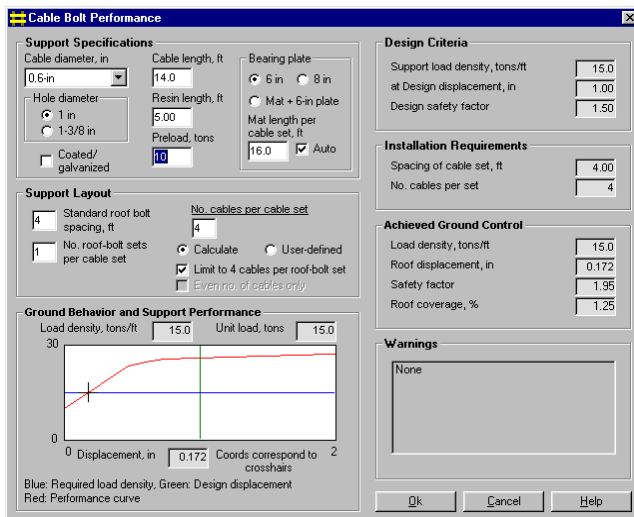 Cable Bolt Performance
Support Specifications
Cable diameter, in
0.6-in
Hole diameter
1 in
1-3/8 in
Coated/
galvanized
Cable length, ft
14.0
Resin length, ft
5.00
Preload, tons
10
Bearing plate
6 in 8 in
Mat + 6-in plate
Mat length per
cable set, ft
16.0 Auto
Support Layout
4 Standard roof bolt
spacing, ft
1 No. roof-bolt sets
per cable set
No. cables per cable set
4
Calculate User-defined
Limit to 4 cables per roof-bolt set
Even no. of cables only
Ground Behavior and Support Performance
Load density, tons/ft 15.0 Unit load, tons 15.0
30
0
0 Displacement, in 0.172 Coords correspond to 2
crosshairs
Blue: Required load density, Green: Design displacement
Red: Performance curve
Design Criteria
Support load density, tons/ft 15.0
at Design displacement, in 1.00
Design safety factor 1.50
Installation Requirements
Spacing of cable set, ft 4.00
No. cables per set 4
Achieved Ground Control
Load density, tons/ft 15.0
Roof displacement, in 0.172
Safety factor 1.95
Roof coverage, % 1.25
Warnings
None
Ok Cancel Help